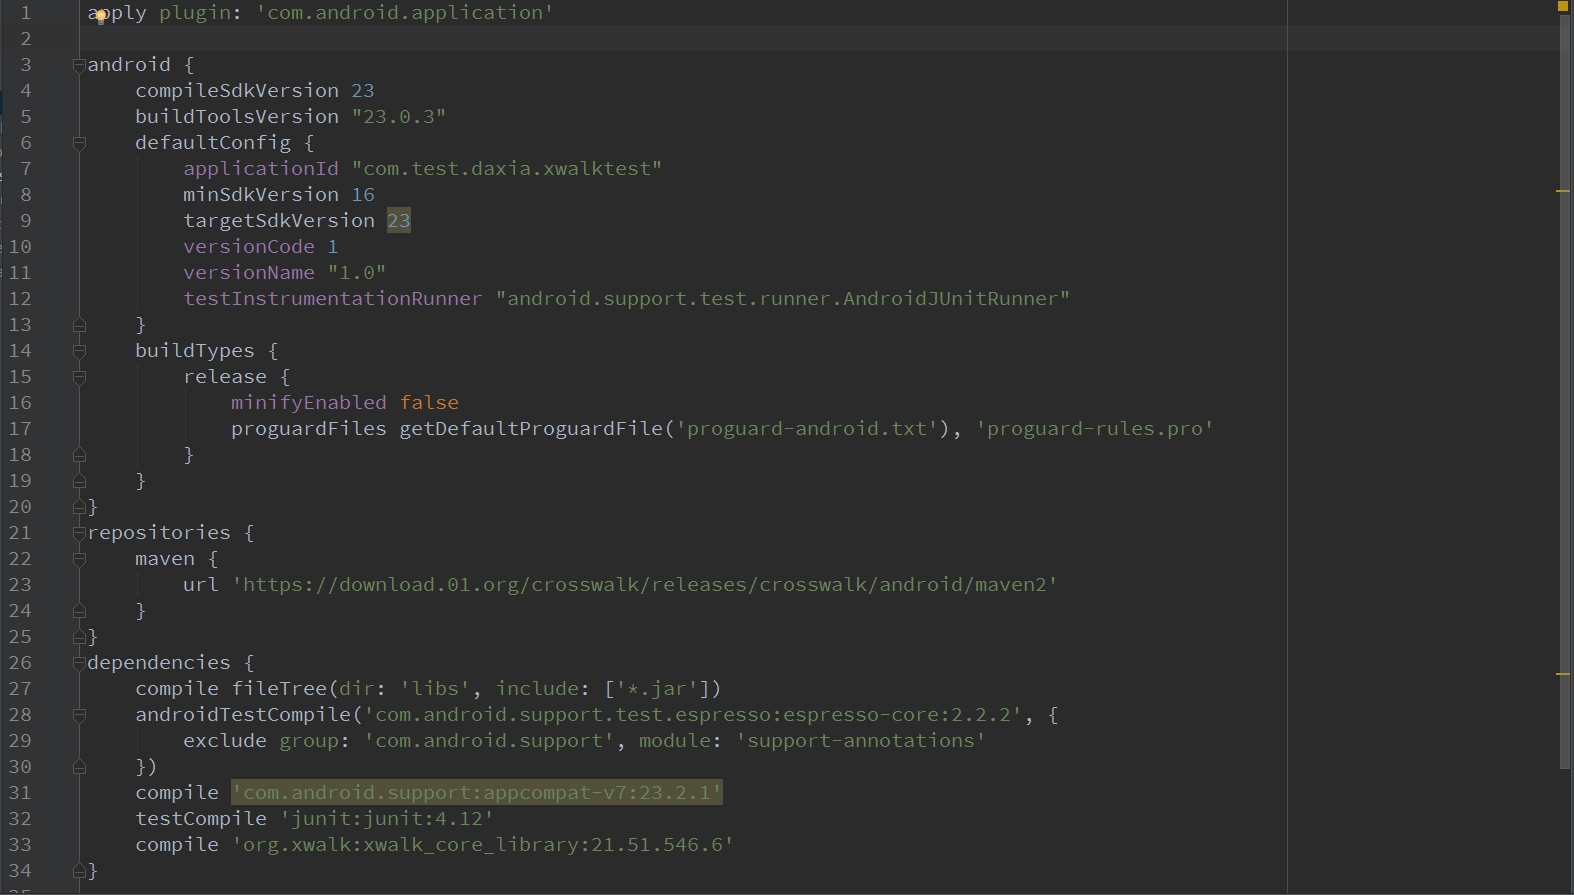 1 apply plugin: 'com.android.application'
2
3 android {
4 compileSdkVersion 23
5 buildToolsVersion "23.0.3"
6 defaultConfig {
7 applicationId "com.test.daxia.xwalktest"
8 minSdkVersion 16
9 targetSdkVersion 23
10 versionCode 1
11 versionName "1.0"
12 testInstrumentationRunner "android.support.test.runner.AndroidJUnitRunner"
13 }
14 buildTypes {
15 release {
16 minifyEnabled false
17 proguardFiles getDefaultProguardFile('proguard-android.txt'), 'proguard-rules.pro'
18 }
19 }
20 }
21 repositories {
22 maven {
23 url 'https://download.01.org/crosswalk/releases/crosswalk/android/maven2'
24 }
25 }
26 dependencies {
27 compile fileTree(dir: 'libs', include: ['*.jar'])
28 androidTestCompile('com.android.support.test.espresso:espresso-core:2.2.2', {
29 exclude group: 'com.android.support', module: 'support-annotations'
30 })
31 compile 'com.android.support:appcompat-v7:23.2.1'
32 testCompile 'junit:junit:4.12'
33 compile 'org.xwalk:xwalk_core_library:21.51.546.6'
34 }